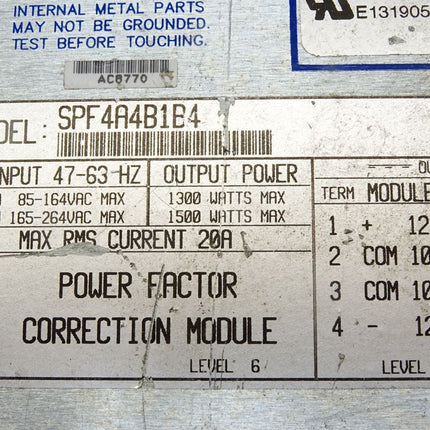 INTERNAL METAL PARTS
MAY NOT BE GROUNDED.
TEST BEFORE TOUCHING.
E131905
AC6770
DEL: SPF4A4B1B4
NPUT 47-63 HZ
85-164VAC MAX
165-264VAC MAX
OUTPUT POWER
1300 WATTS MAX
1500 WATTS MAX
MAX RMS CURRENT 20A
POWER FACTOR
CORRECTION MODULE
LEVEL 6
--- OU
TERM MODULE
1 + 12
2 COM 10
3 COM 10
4 - 12
LEVEL